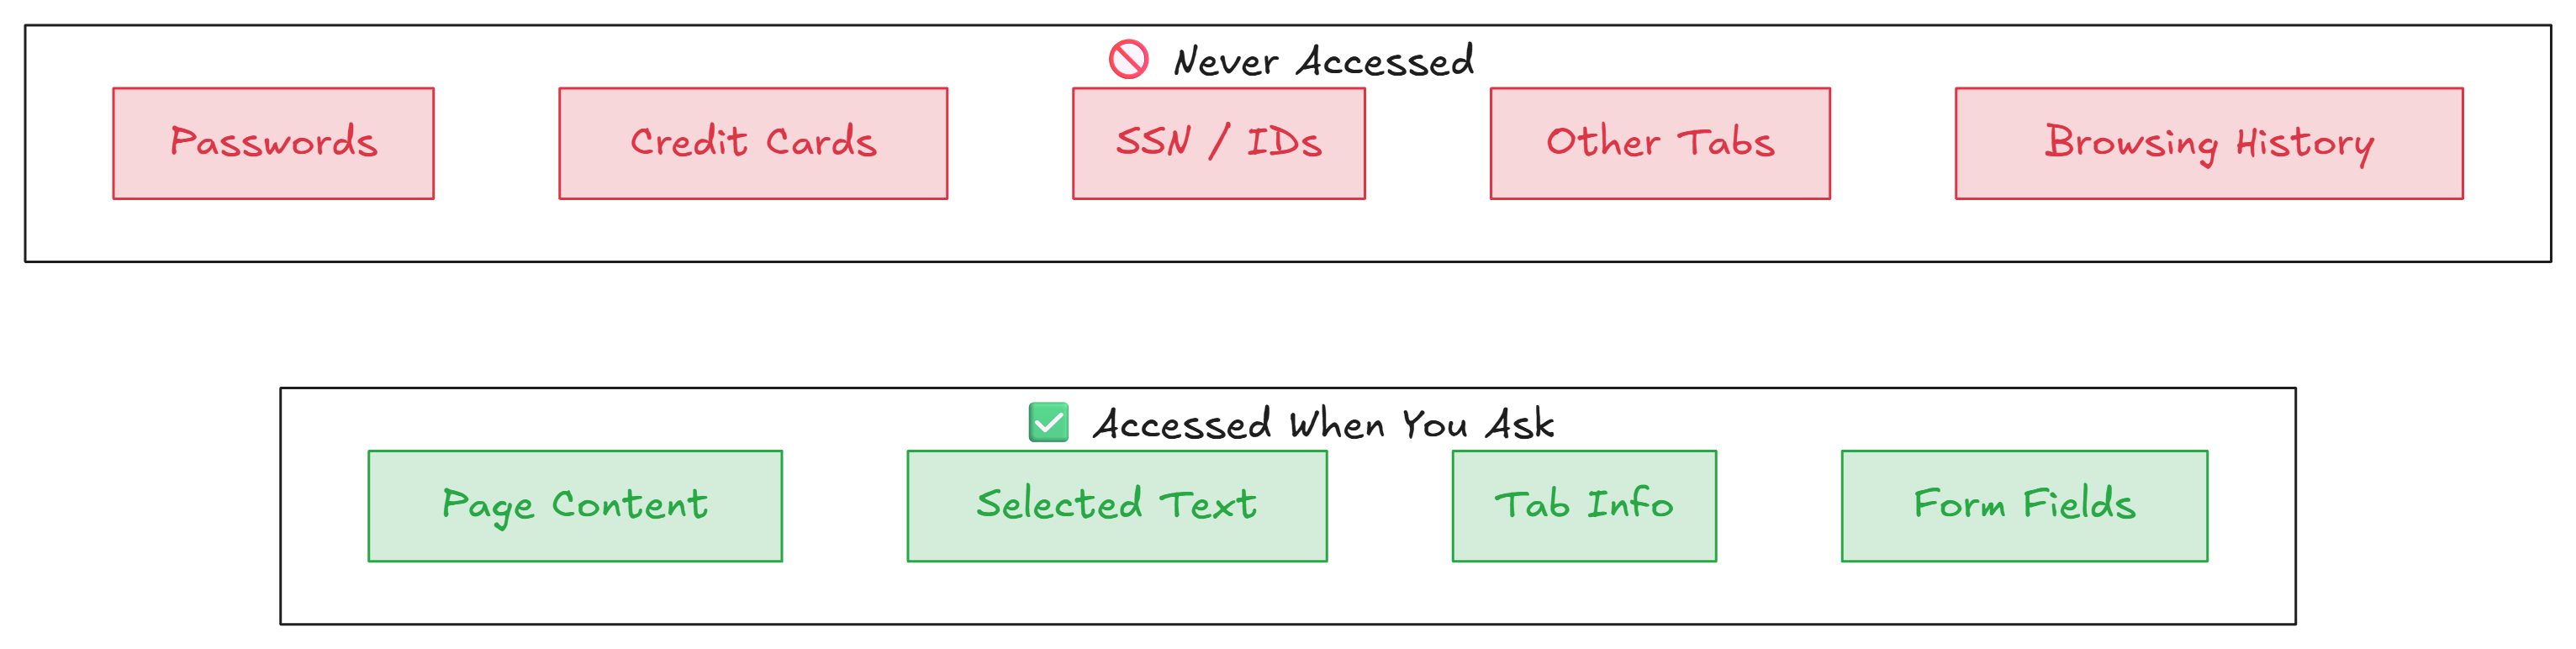 🚫 Never Accessed
Passwords
Credit Cards
SSN / IDs
Other Tabs
Browsing History
✅ Accessed When You Ask
Page Content
Selected Text
Tab Info
Form Fields